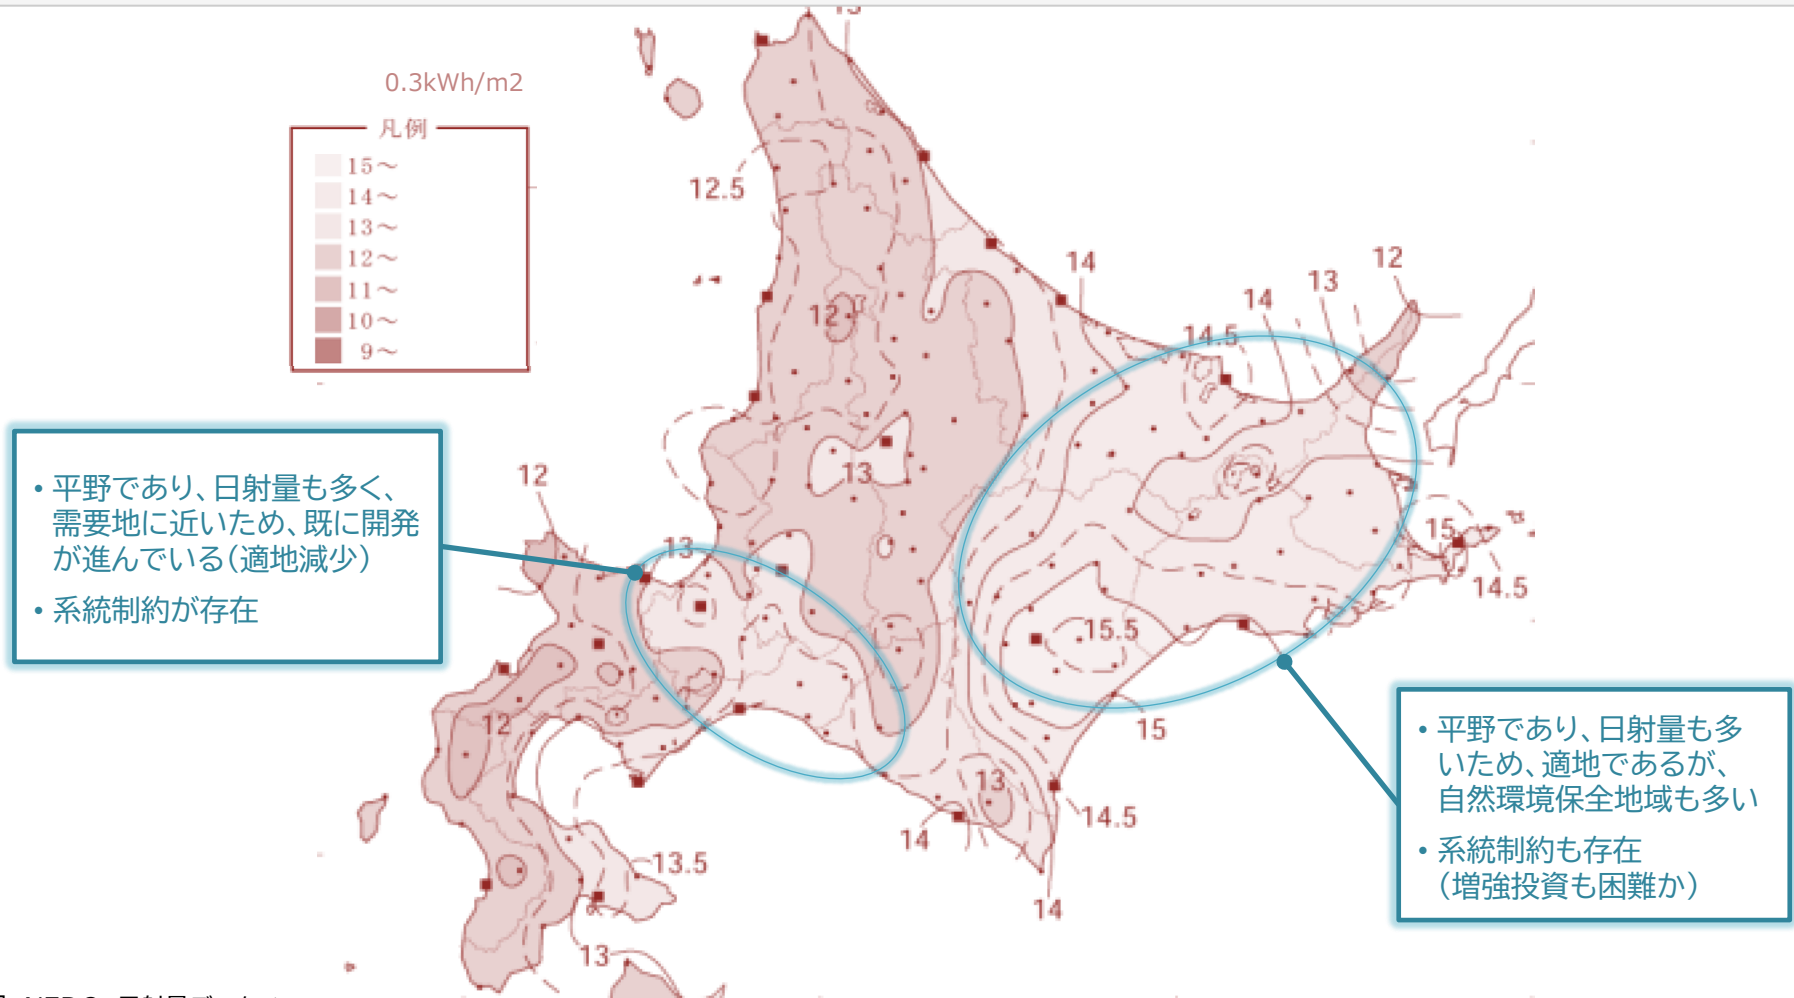 13
0.3kWh/m2
凡例
15～
14～
13～
12～
11～
10～
9～
12.5
14
12
13
14
14.5
12
13
12
13
15
14.5
15.5
12
15
13
14
14.5
13.5
14
13
• 平野であり、日射量も多く、
需要地に近いため、既に開発
が進んでいる（適地減少）
• 系統制約が存在
• 平野であり、日射量も多
いため、適地であるが、
自然環境保全地域も多い
• 系統制約も存在
（増強投資も困難か）